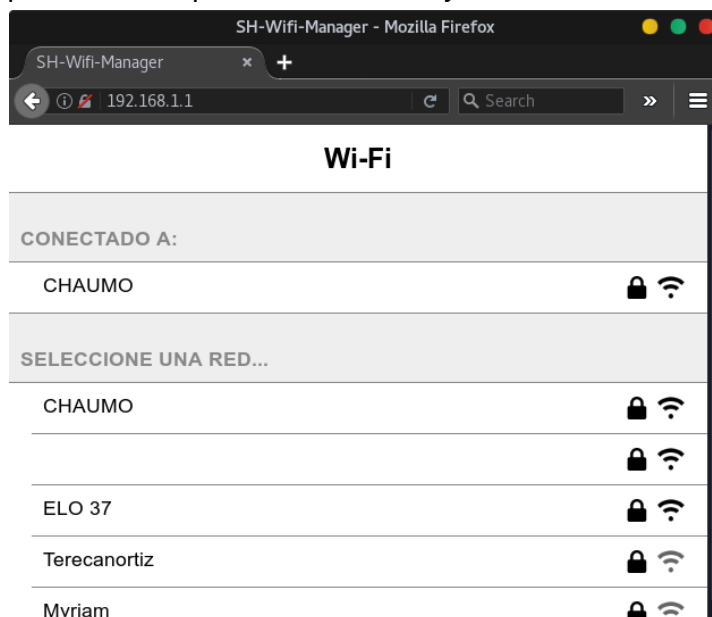 SH-Wifi-Manager - Mozilla Firefox
SH-Wifi-Manager × +
192.168.1.1 Search »
Wi-Fi
CONECTADO A:
CHAUMO
SELECCIONE UNA RED...
CHAUMO
ELO 37
Terecanortiz
Myriam